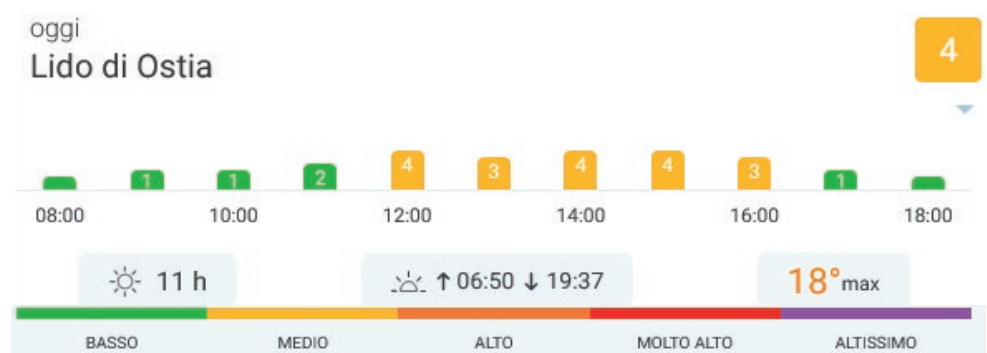 oggi
Lido di Ostia
4
1 1 2 4 3 4 4 3 1
08:00 10:00 12:00 14:00 16:00 18:00
11 h ↑ 06:50 ↓ 19:37 18° max
BASSO MEDIO ALTO MOLTO ALTO ALTISSIMO